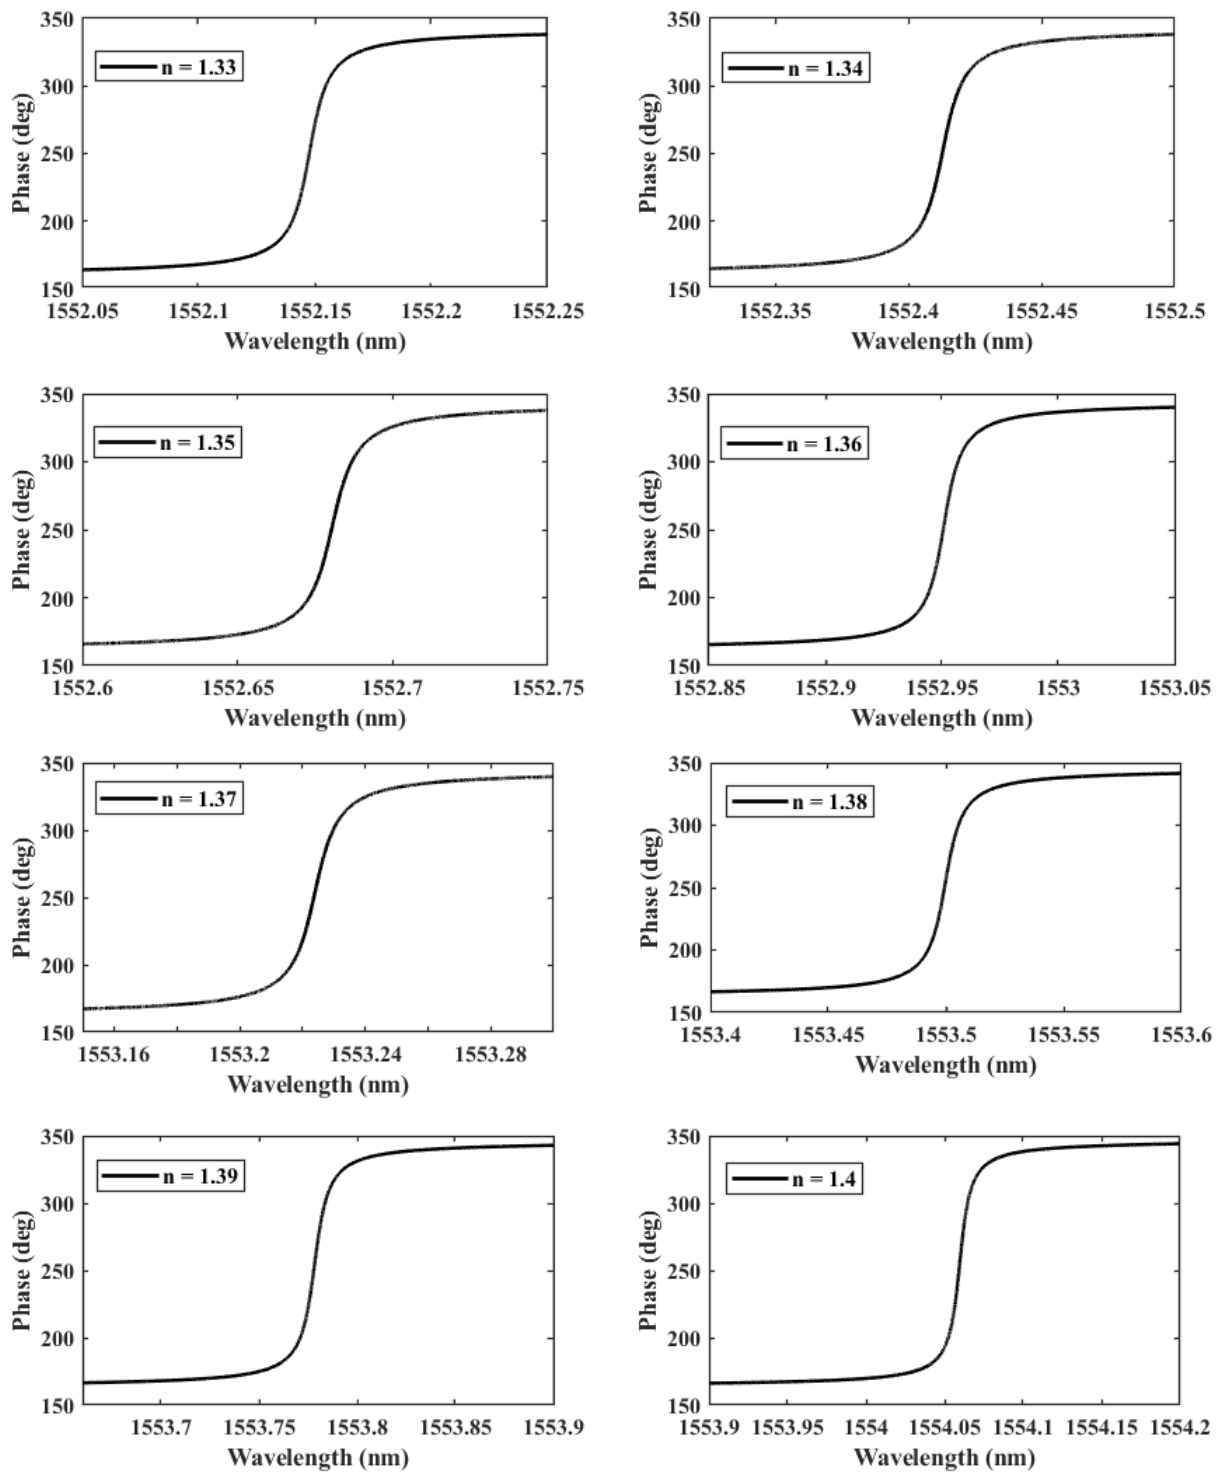 350
300
250
200
150
Phase (deg)
n = 1.33
1552.05 1552.1 1552.15 1552.2 1552.25
Wavelength (nm)
350
300
250
200
150
Phase (deg)
n = 1.34
1552.35 1552.4 1552.45 1552.5
Wavelength (nm)
350
300
250
200
150
Phase (deg)
n = 1.35
1552.6 1552.65 1552.7 1552.75
Wavelength (nm)
350
300
250
200
150
Phase (deg)
n = 1.36
1552.85 1552.9 1552.95 1553 1553.05
Wavelength (nm)
350
300
250
200
150
Phase (deg)
n = 1.37
1553.16 1553.2 1553.24 1553.28
Wavelength (nm)
350
300
250
200
150
Phase (deg)
n = 1.38
1553.4 1553.45 1553.5 1553.55 1553.6
Wavelength (nm)
350
300
250
200
150
Phase (deg)
n = 1.39
1553.7 1553.75 1553.8 1553.85 1553.9
Wavelength (nm)
350
300
250
200
150
Phase (deg)
n = 1.4
1553.9 1553.95 1554 1554.05 1554.1 1554.15 1554.2
Wavelength (nm)